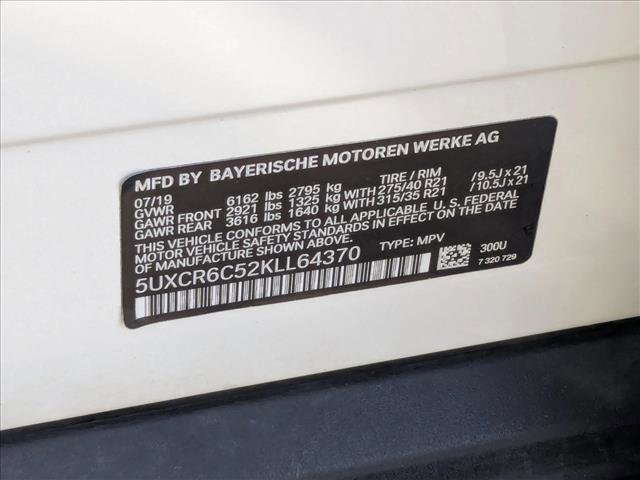 MFD BY BAYERISCHE MOTOREN WERKE AG
07/19 TIRE / RIM
GVWR 6162 lbs 2795 kg
GAWR FRONT 2921 lbs 1325 kg WITH 275/40 R21 / 9.5J x 21
GAWR REAR 3616 lbs 1640 kg WITH 315/35 R21 / 10.5J x 21
THIS VEHICLE CONFORMS TO ALL APPLICABLE U.S. FEDERAL
MOTOR VEHICLE SAFETY STANDARDS IN EFFECT ON THE DATE
OF MANUFACTURE SHOWN ABOVE.
5UXCR6C52KLL64370 TYPE: MPV 300U
7 320 729